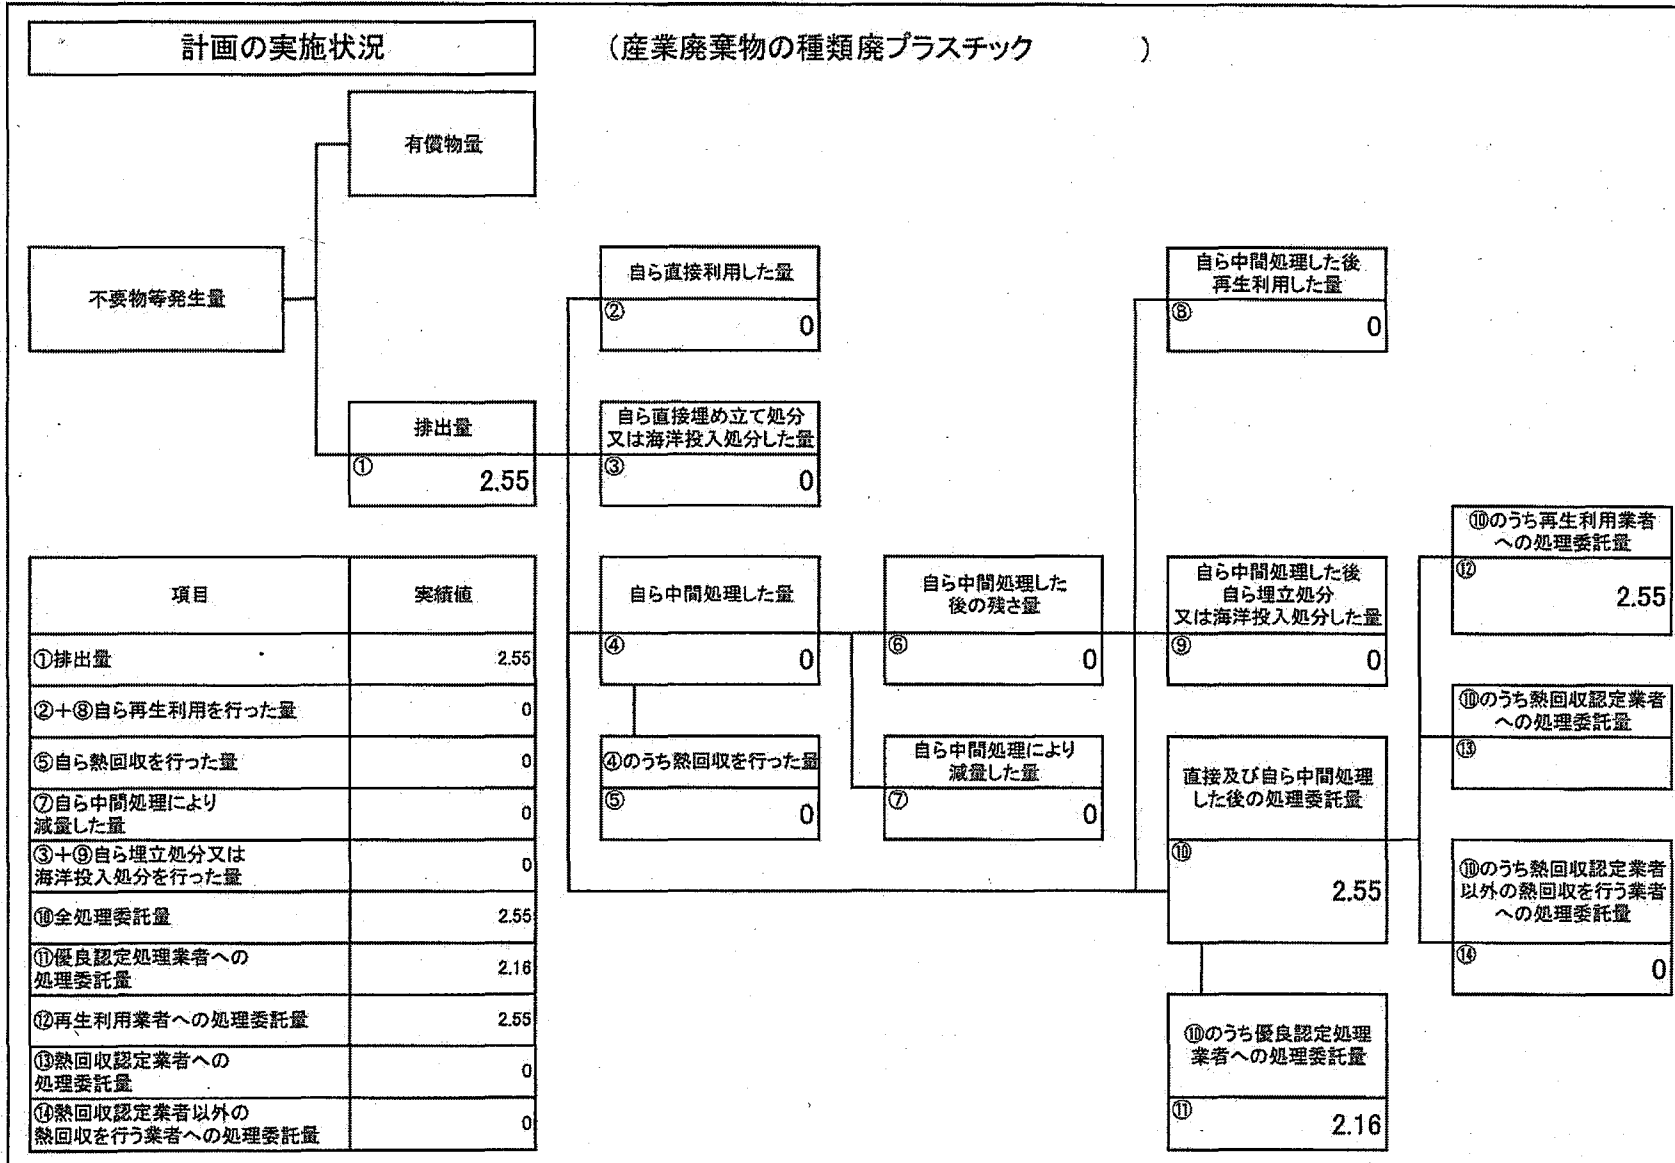 計画の実施状況
(産業廃棄物の種類廃プラスチック )
有償物量
不要物等発生量
排出量
①
2.55
自ら直接利用した量
②
0
自ら直接埋め立て処分
又は海洋投入処分した量
③
0
自ら中間処理した量
④
0
④のうち熱回収を行った量
⑤
0
自ら中間処理した
後の残さ量
⑥
0
自ら中間処理により
減量した量
⑦
0
自ら中間処理した後
再生利用した量
⑧
0
自ら中間処理した後
自ら埋立処分
又は海洋投入処分した量
⑨
0
直接及び自ら中間処理
した後の処理委託量
⑩
2.55
⑩のうち優良認定処理
業者への処理委託量
⑪
2.16
⑩のうち再生利用業者
への処理委託量
⑫
2.55
⑩のうち熱回収認定業者
への処理委託量
⑬
⑩のうち熱回収認定業者
以外の熱回収を行う業者
への処理委託量
⑭
0
項目 実績値
①排出量 2.55
②+⑧自ら再生利用を行った量 0
⑤自ら熱回収を行った量 0
⑦自ら中間処理により
減量した量 0
③+⑨自ら埋立処分又は
海洋投入処分を行った量 0
⑩全処理委託量 2.55
⑪優良認定処理業者への
処理委託量 2.16
⑫再生利用業者への処理委託量 2.55
⑬熱回収認定業者への
処理委託量 0
⑭熱回収認定業者以外の
熱回収を行う業者への処理委託量 0